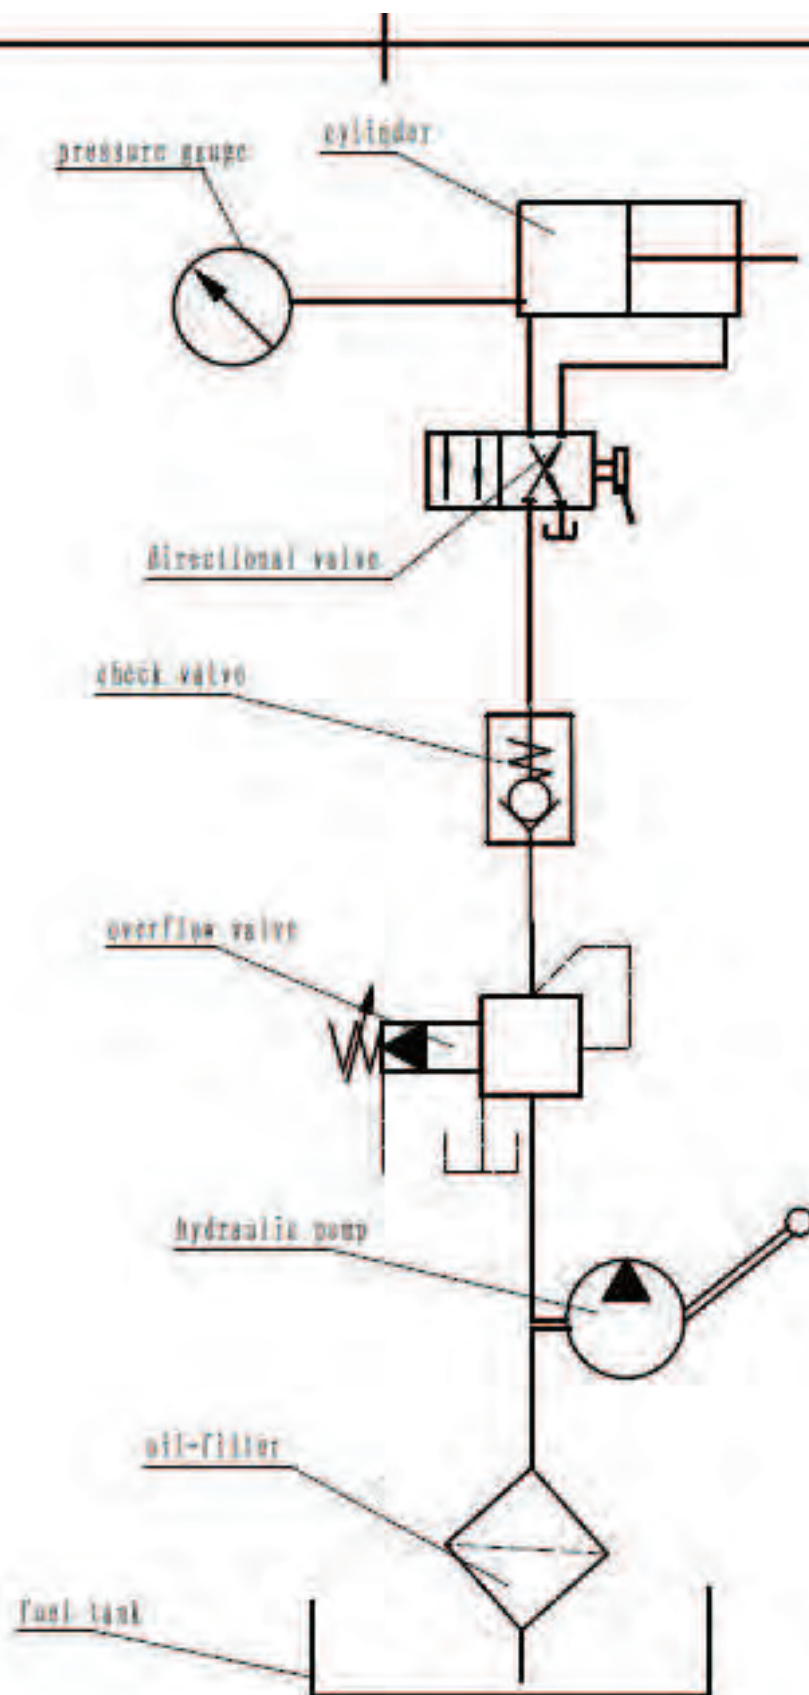 cylinder
pressure gauge
directional valve
check valve
overflow valve
hydraulic pump
oil-filter
fuel tank